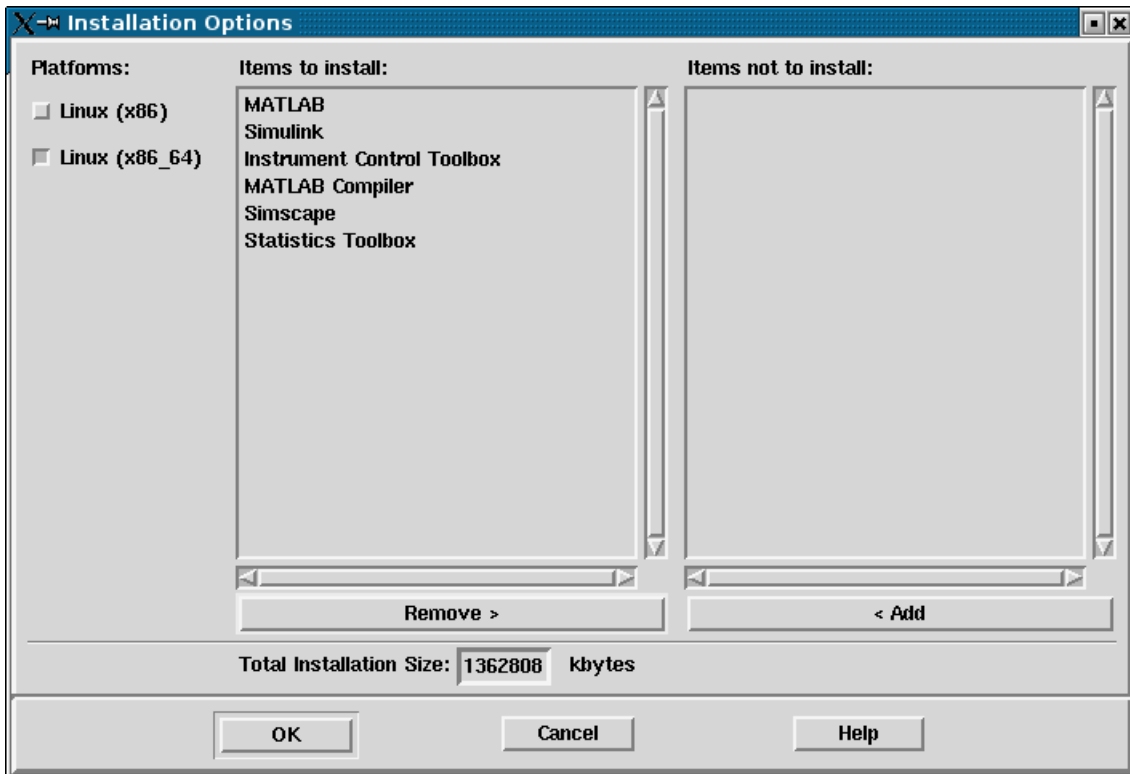 Installation Options
Platforms:
Items to install:
Items not to install:
Linux (x86)
Linux (x86_64)
MATLAB
Simulink
Instrument Control Toolbox
MATLAB Compiler
Simscape
Statistics Toolbox
Remove >
< Add
Total Installation Size: 1362808 kbytes
OK
Cancel
Help